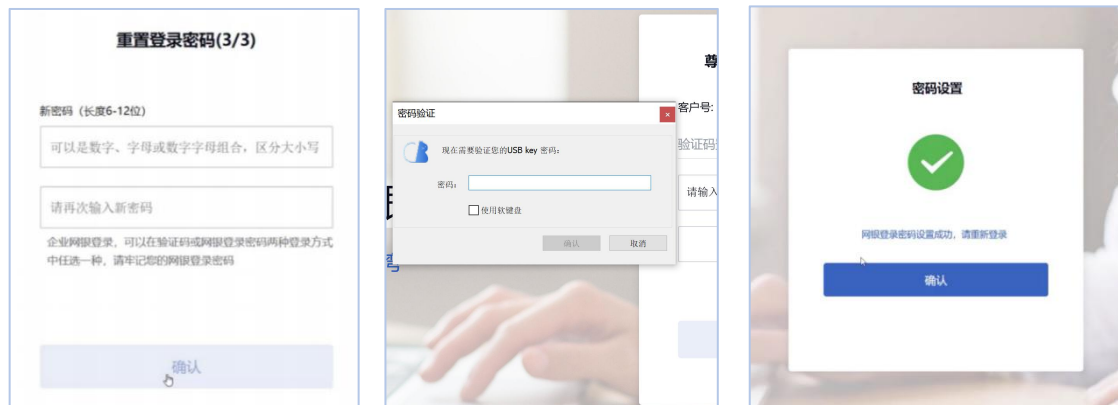 重置登录密码(3/3)
新密码（长度6-12位）
可以是数字、字母或数字字母组合，区分大小写
请再次输入新密码
企业网银登录，可以在验证码或网银登录密码两种登录方式
中任选一种，请牢记您的网银登录密码
确认
尊
客户号:
验证码
请输入
密码验证
现在需要验证您的USB key 密码:
密码:
使用软键盘
确认
取消
密码设置
网银登录密码设置成功，请重新登录
确认